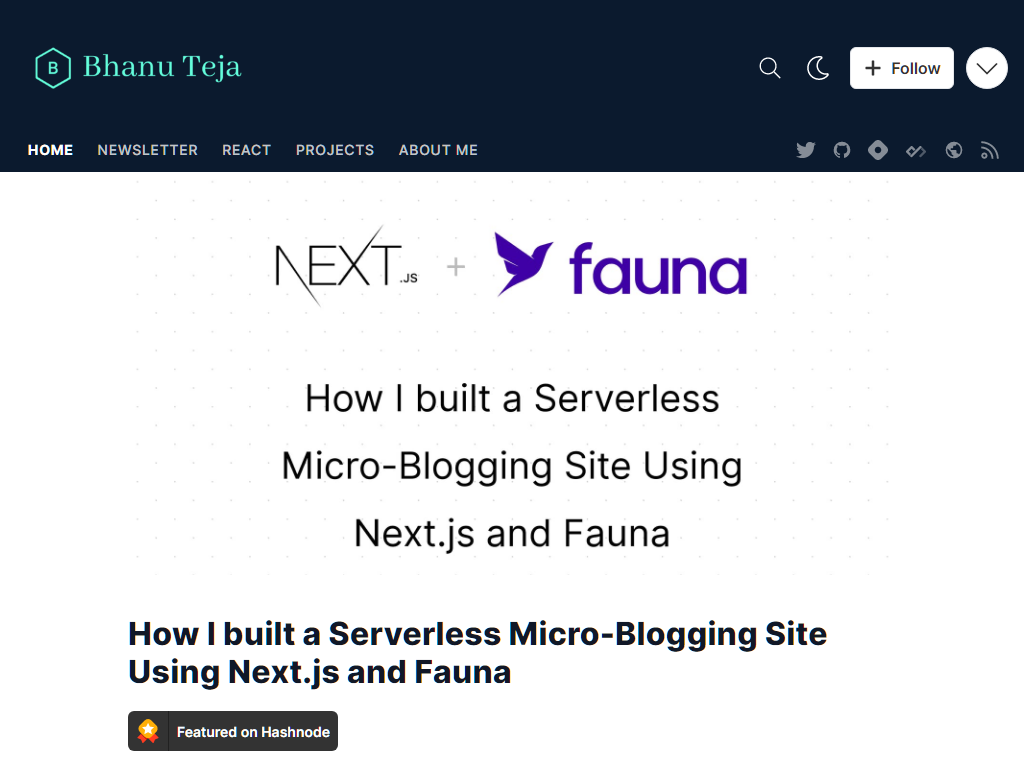 B Bhanu Teja
Follow
HOME NEWSLETTER REACT PROJECTS ABOUT ME
NEXT.JS + fauna
How I built a Serverless
Micro-Blogging Site Using
Next.js and Fauna
How I built a Serverless Micro-Blogging Site
Using Next.js and Fauna
Featured on Hashnode